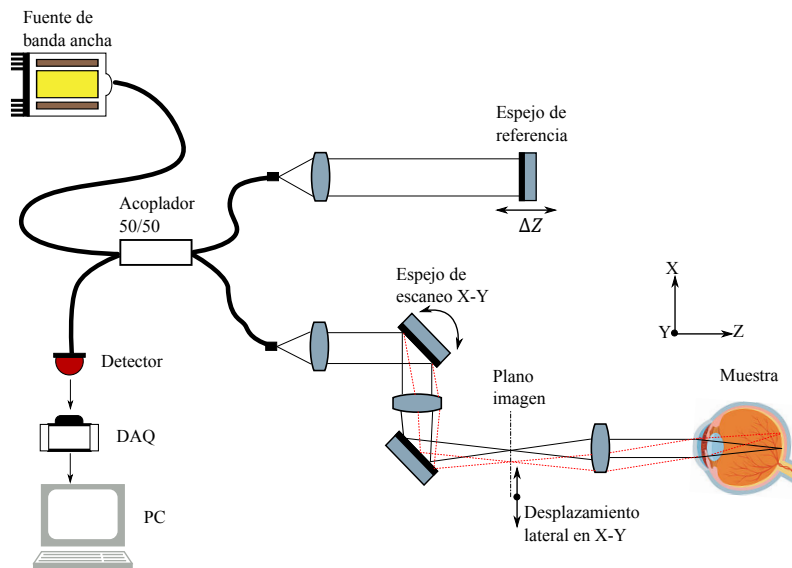 Fuente de
banda ancha
Espejo de
referencia
ΔZ
Acoplador
50/50
Espejo de
escaneo X-Y
X
Y
Z
Detector
Plano
imagen
Muestra
DAQ
PC
Desplazamiento
lateral en X-Y